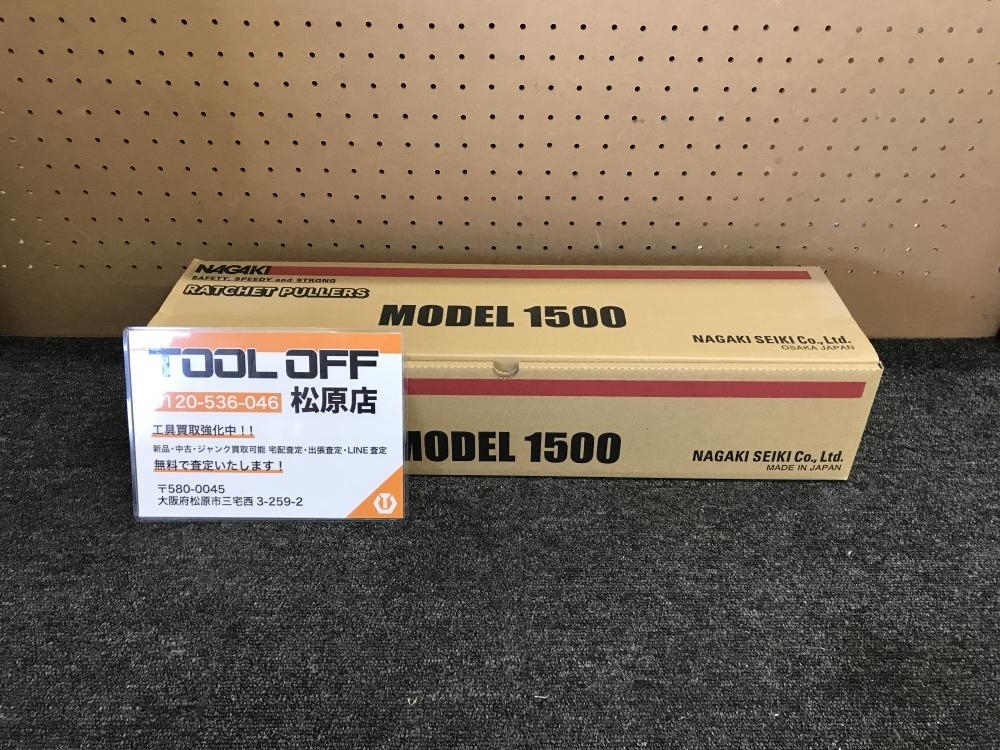 NAGAKI
SAFETY, SPEEDY and STRONG
RATCHET PULLERS
MODEL 1500
NAGAKI SEIKI Co., Ltd.
OSAKA JAPAN
MODEL 1500
NAGAKI SEIKI Co., Ltd.
MADE IN JAPAN
TOOL OFF
0120-536-046 松原店
工具買取強化中！！
新品・中古・ジャンク買取可能 宅配査定・出張査定・LINE査定
無料で査定いたします！
〒580-0045
大阪府松原市三宅西 3-259-2